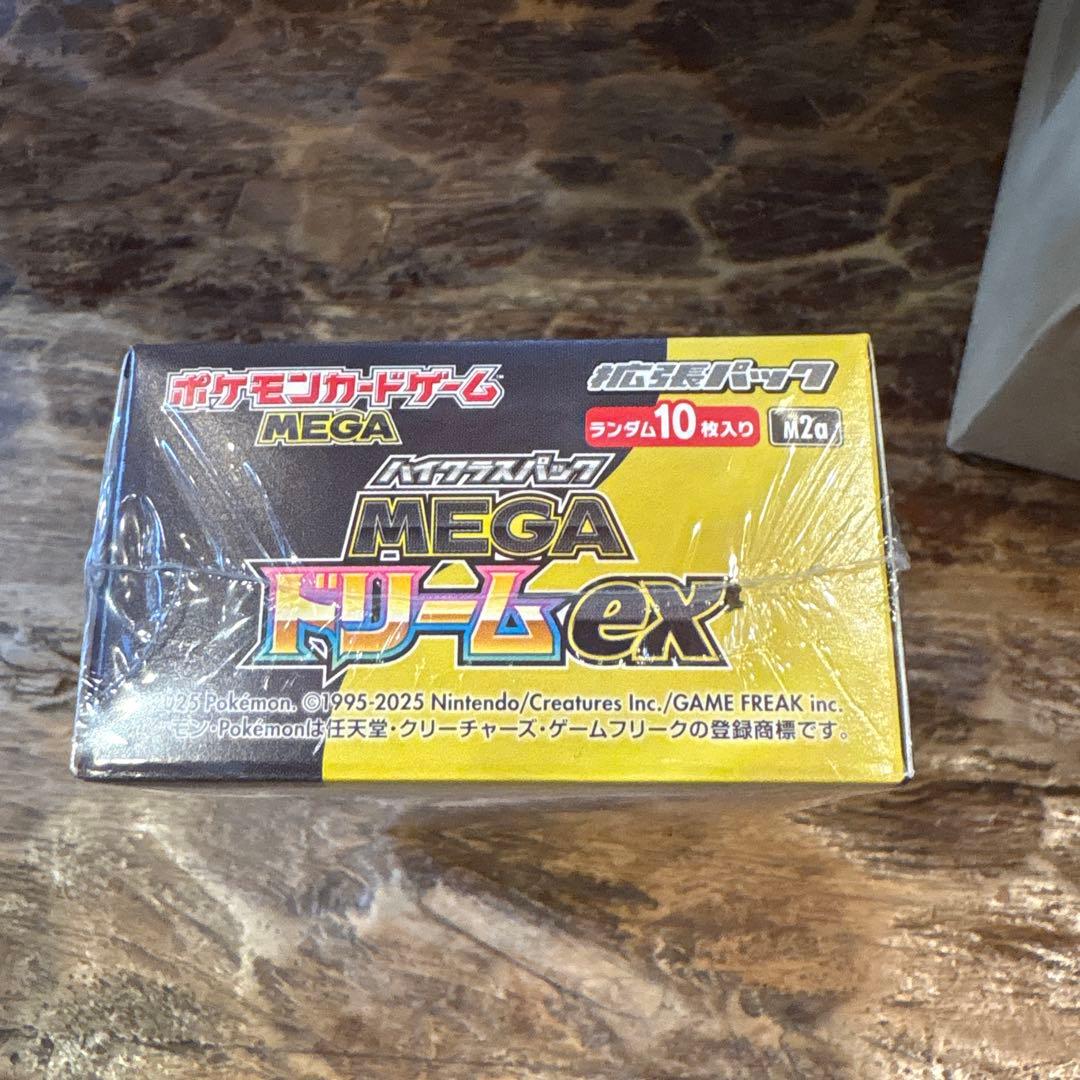 ポケモンカードゲーム
MEGA
拡張パック
ランダム10枚入り M2a
ハイクラスパック
MEGA
ドリームex
025 Pokémon. ©1995-2025 Nintendo/Creatures Inc./GAME FREAK inc.
モン・Pokémonは任天堂・クリーチャーズ・ゲームフリークの登録商標です。